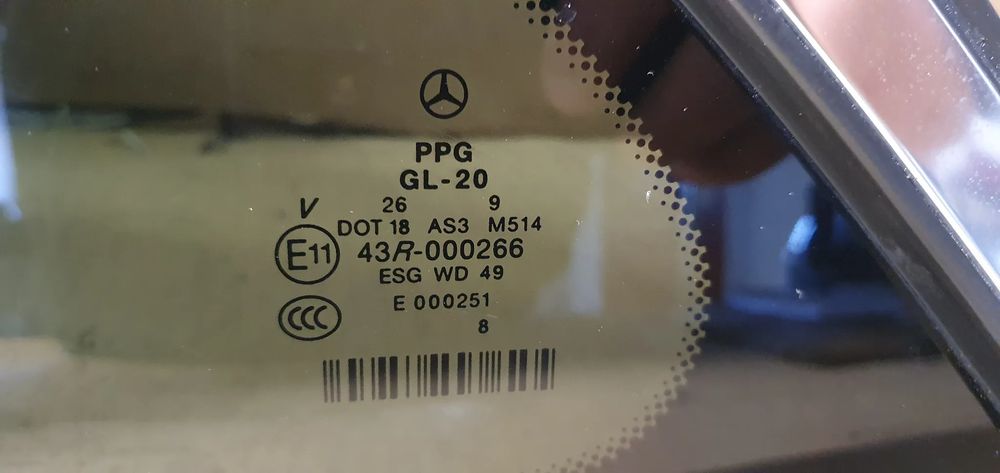 PPG
GL-20
26 9
V DOT 18 AS3 M514
E11 43R-000266
ESG WD 49
CCC E 000251
8